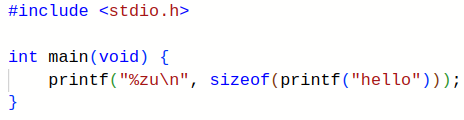 #include <stdio.h>

int main(void) {
    printf("%zu\n", sizeof(printf("hello")));
}